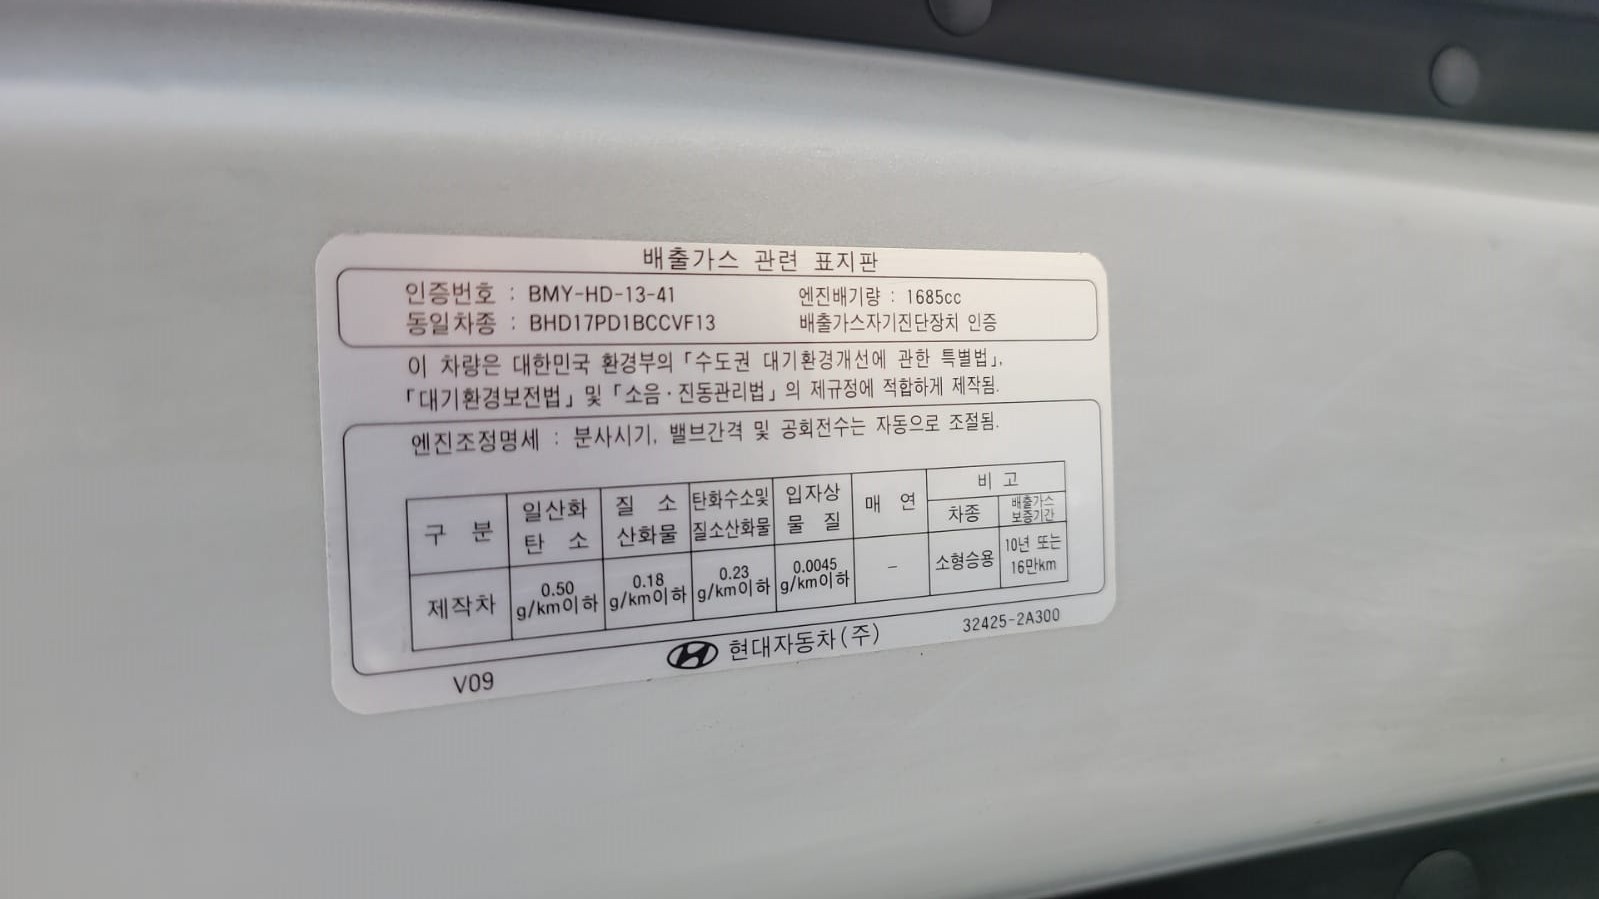 배출가스 관련 표지판
인증번호 : BMY-HD-13-41 엔진배기량 : 1685cc
동일차종 : BHD17PD1BCCVF13 배출가스자기진단장치 인증
이 차량은 대한민국 환경부의 「수도권 대기환경개선에 관한 특별법」,
「대기환경보전법」 및 「소음·진동관리법」의 제규정에 적합하게 제작됨.
엔진조정명세 : 분사시기, 밸브간격 및 공회전수는 자동으로 조절됨.
구 분 일산화 탄 소 질 소 산화물 탄화수소및 질소산화물 입자상 물 질 매 연 비 고
차종 배출가스 보증기간
제작차 0.50 g/km이하 0.18 g/km이하 0.23 g/km이하 0.0045 g/km이하 – 소형승용 10년 또는 16만km
V09 현대자동차(주) 32425-2A300